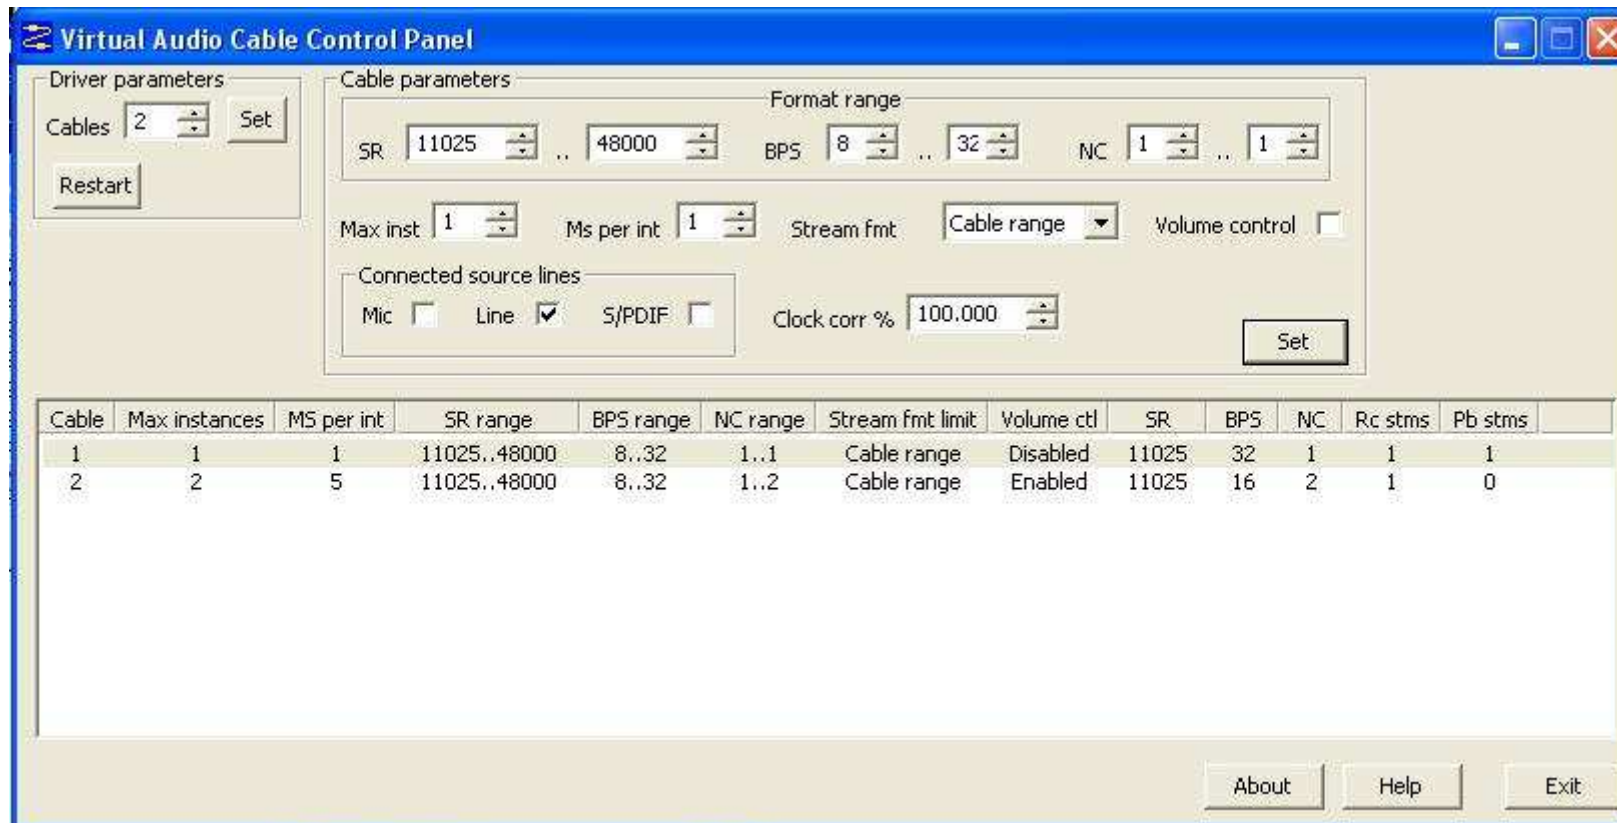 Virtual Audio Cable Control Panel
Driver parameters
Cables 2 Set
Restart
Cable parameters
Format range
SR 11025 .. 48000 BPS 8 .. 32 NC 1 .. 1
Max inst 1 Ms per int 1 Stream fmt Cable range Volume control
Connected source lines
Mic Line S/PDIF
Clock corr % 100.000
Set
Cable Max instances MS per int SR range BPS range NC range Stream fmt limit Volume ctl SR BPS NC Rc stms Pb stms
1 1 1 11025..48000 8..32 1..1 Cable range Disabled 11025 32 1 1 1
2 2 5 11025..48000 8..32 1..2 Cable range Enabled 11025 16 2 1 0
About Help Exit